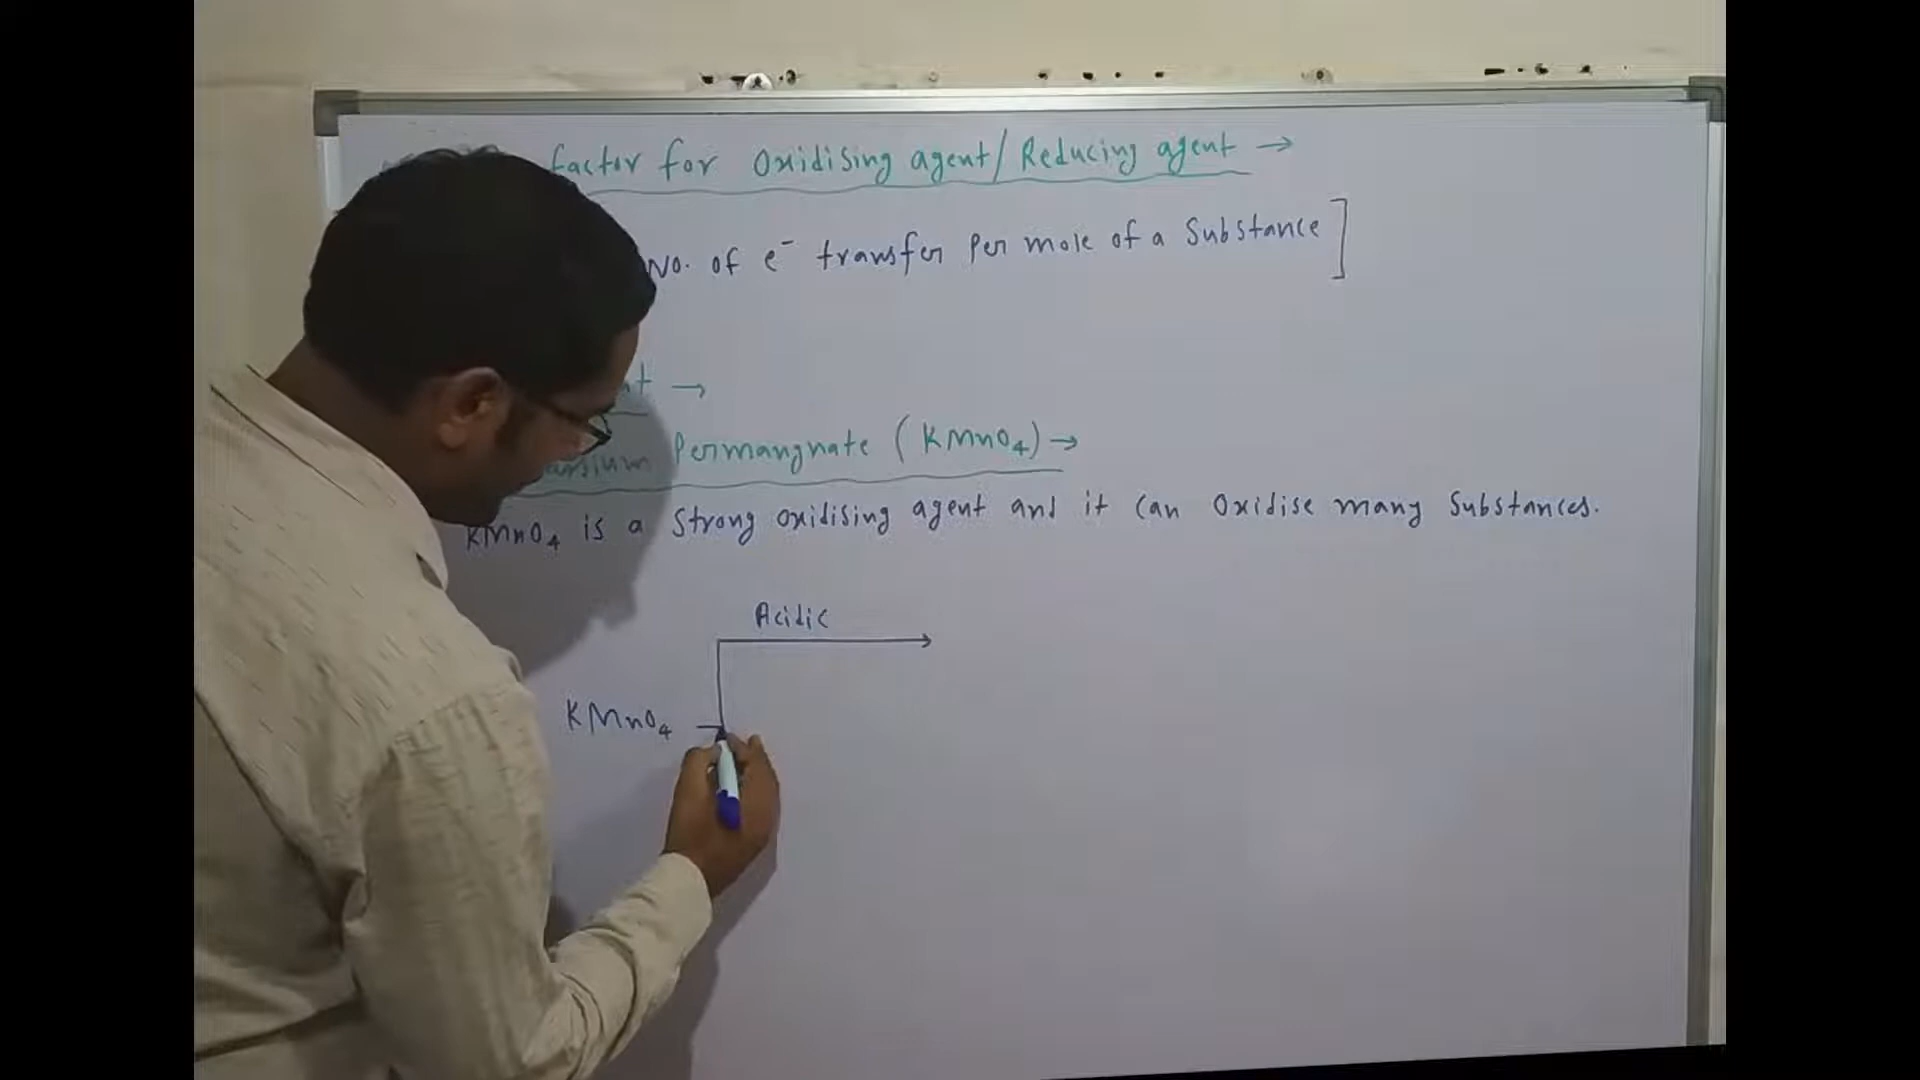 factor for Oxidising agent/Reducing agent →
No. of e⁻ transfer Per mole of a Substance]
→
Permangnate (KMnO₄) →
KMnO₄ is a strong oxidising agent and it can Oxidise many Substances.
Acidic
KMnO₄